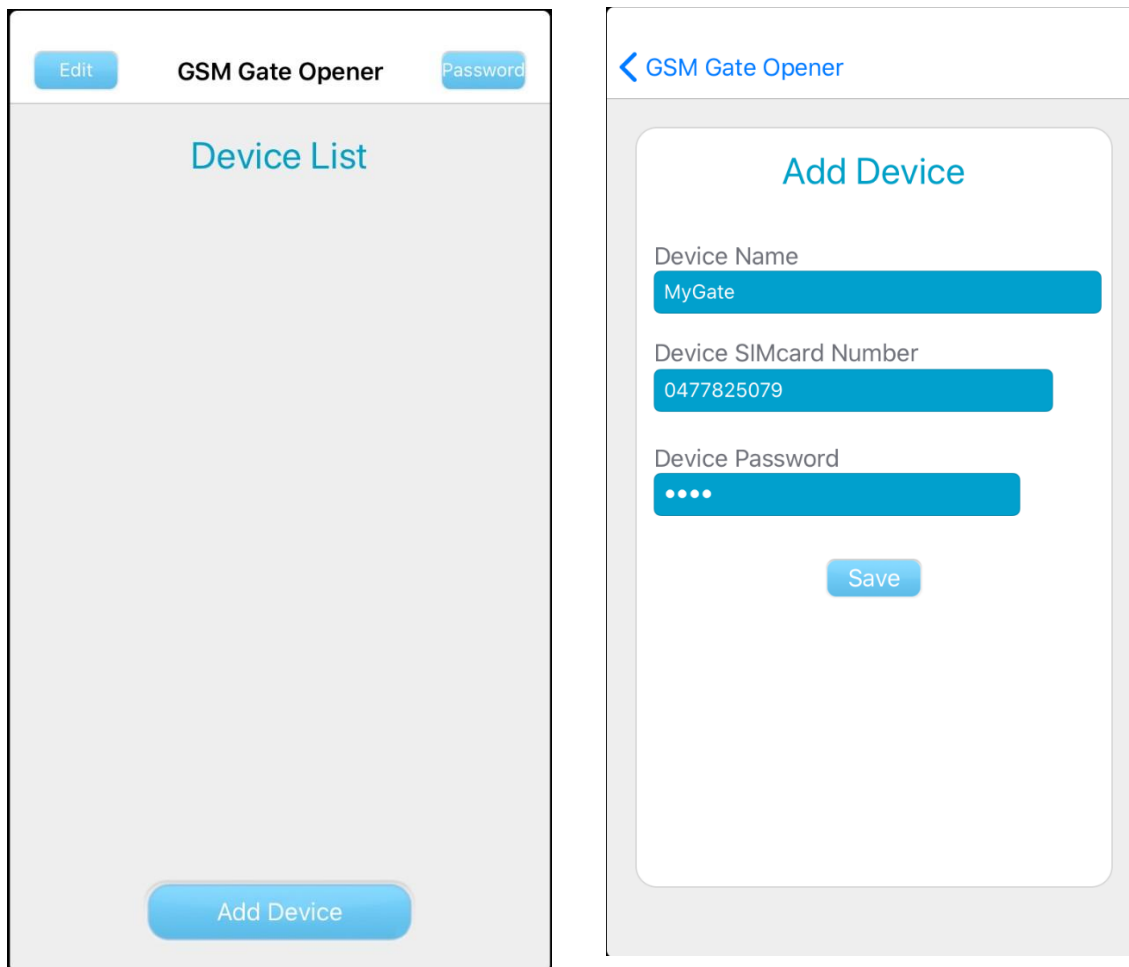 Edit
GSM Gate Opener
Password
Device List
Add Device
GSM Gate Opener
Add Device
Device Name
MyGate
Device SIMcard Number
0477825079
Device Password
••••
Save